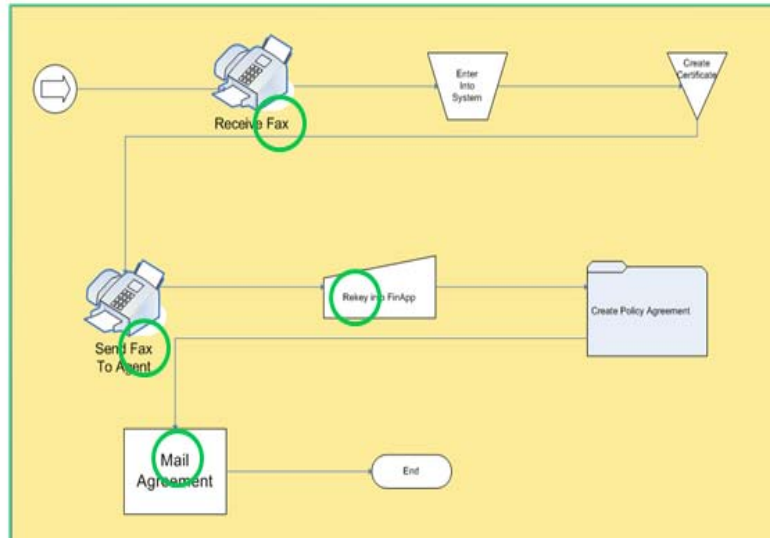 Receive Fax
Enter
Into
System
Create
Certificate
Send Fax
To Agent
Rekey into FinApp
Create Policy Agreement
Mail
Agreement
End